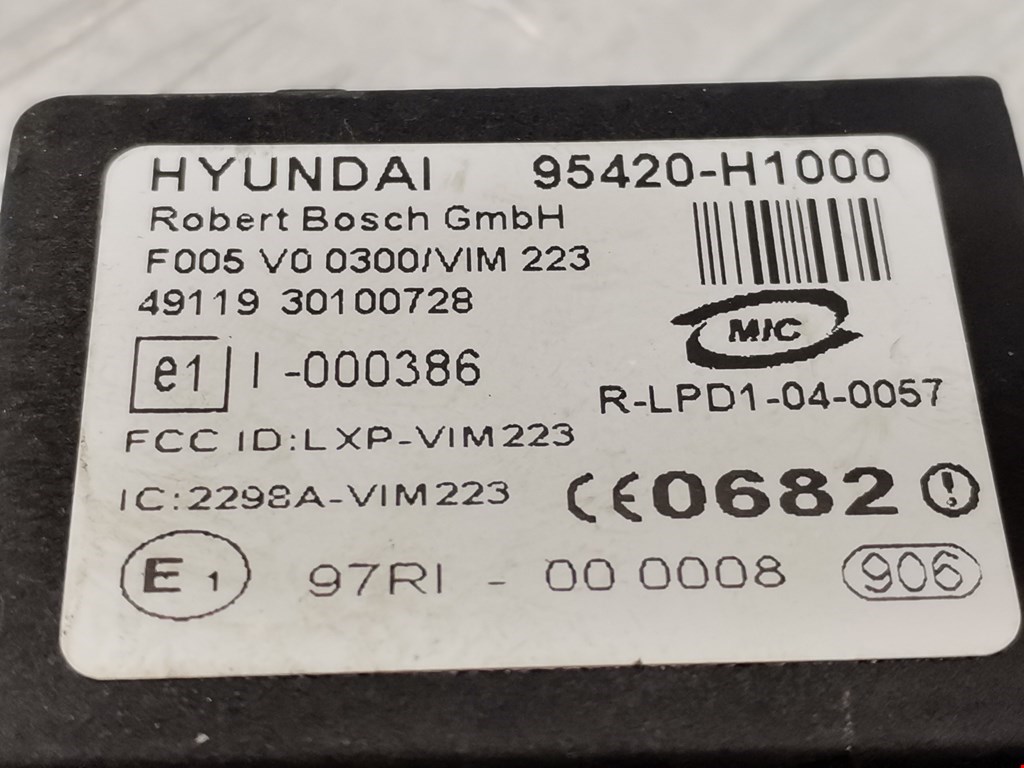 HYUNDAI 95420-H1000
Robert Bosch GmbH
F005 V0 0300/VIM 223
49119 30100728
MIC
e1 I -000386
R-LPD1-04-0057
FCC ID:LXP-VIM223
IC:2298A-VIM223
CE0682 !
E1 97RI - 00 0008 906